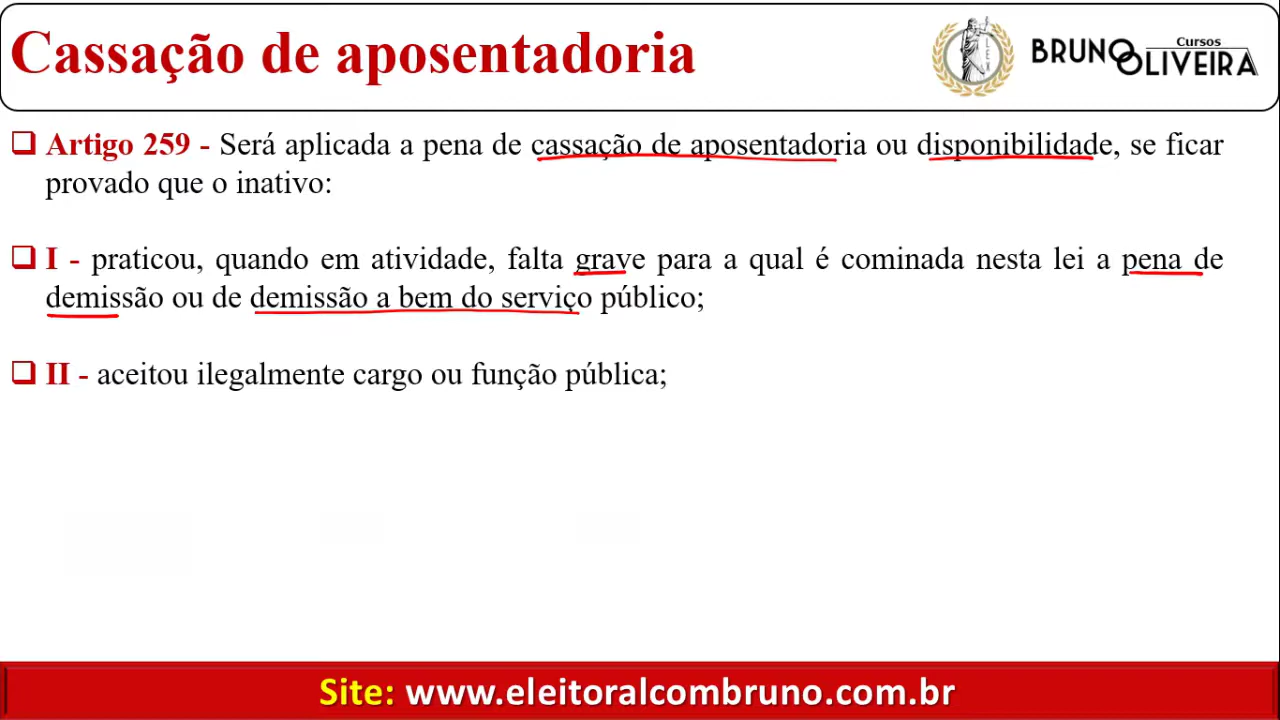 Cassação de aposentadoria
Cursos
BRUNO
OLIVEIRA
Artigo 259 - Será aplicada a pena de cassação de aposentadoria ou disponibilidade, se ficar
provado que o inativo:
I - praticou, quando em atividade, falta grave para a qual é cominada nesta lei a pena de
demissão ou de demissão a bem do serviço público;
II - aceitou ilegalmente cargo ou função pública;
Site: www.eleitoralcombruno.com.br